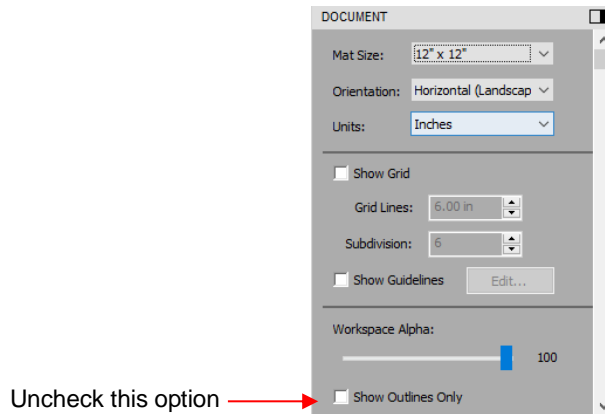 DOCUMENT
Mat Size: 12" x 12"
Orientation: Horizontal (Landscap
Units: Inches
Show Grid
Grid Lines: 6.00 in
Subdivision: 6
Show Guidelines Edit...
Workspace Alpha:
100
Uncheck this option Show Outlines Only